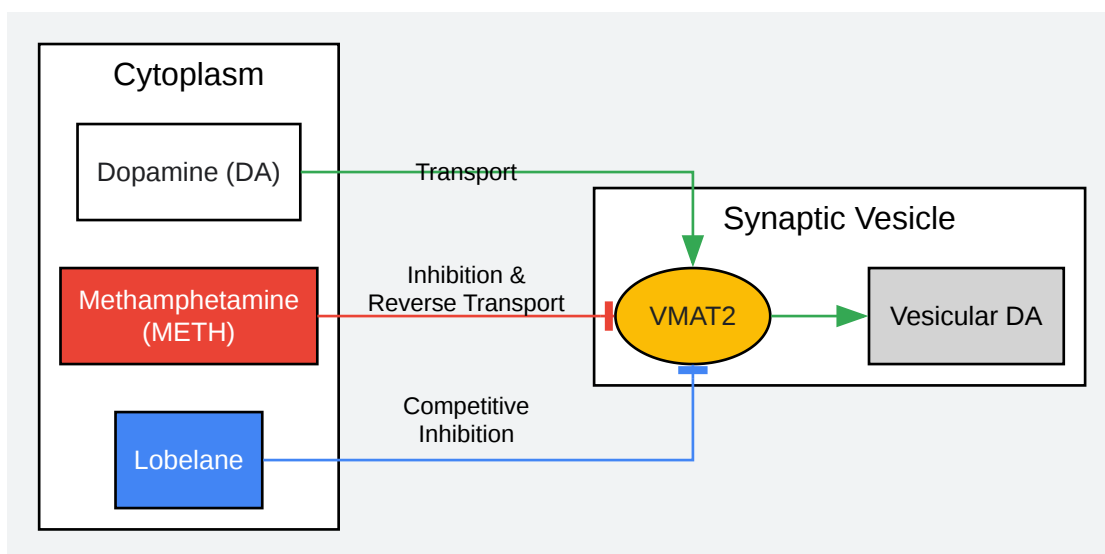 Cytoplasm
Dopamine (DA)
Transport
Synaptic Vesicle
Methamphetamine
(METH)
Inhibition &
Reverse Transport
VMAT2
Vesicular DA
Competitive
Inhibition
Lobelane